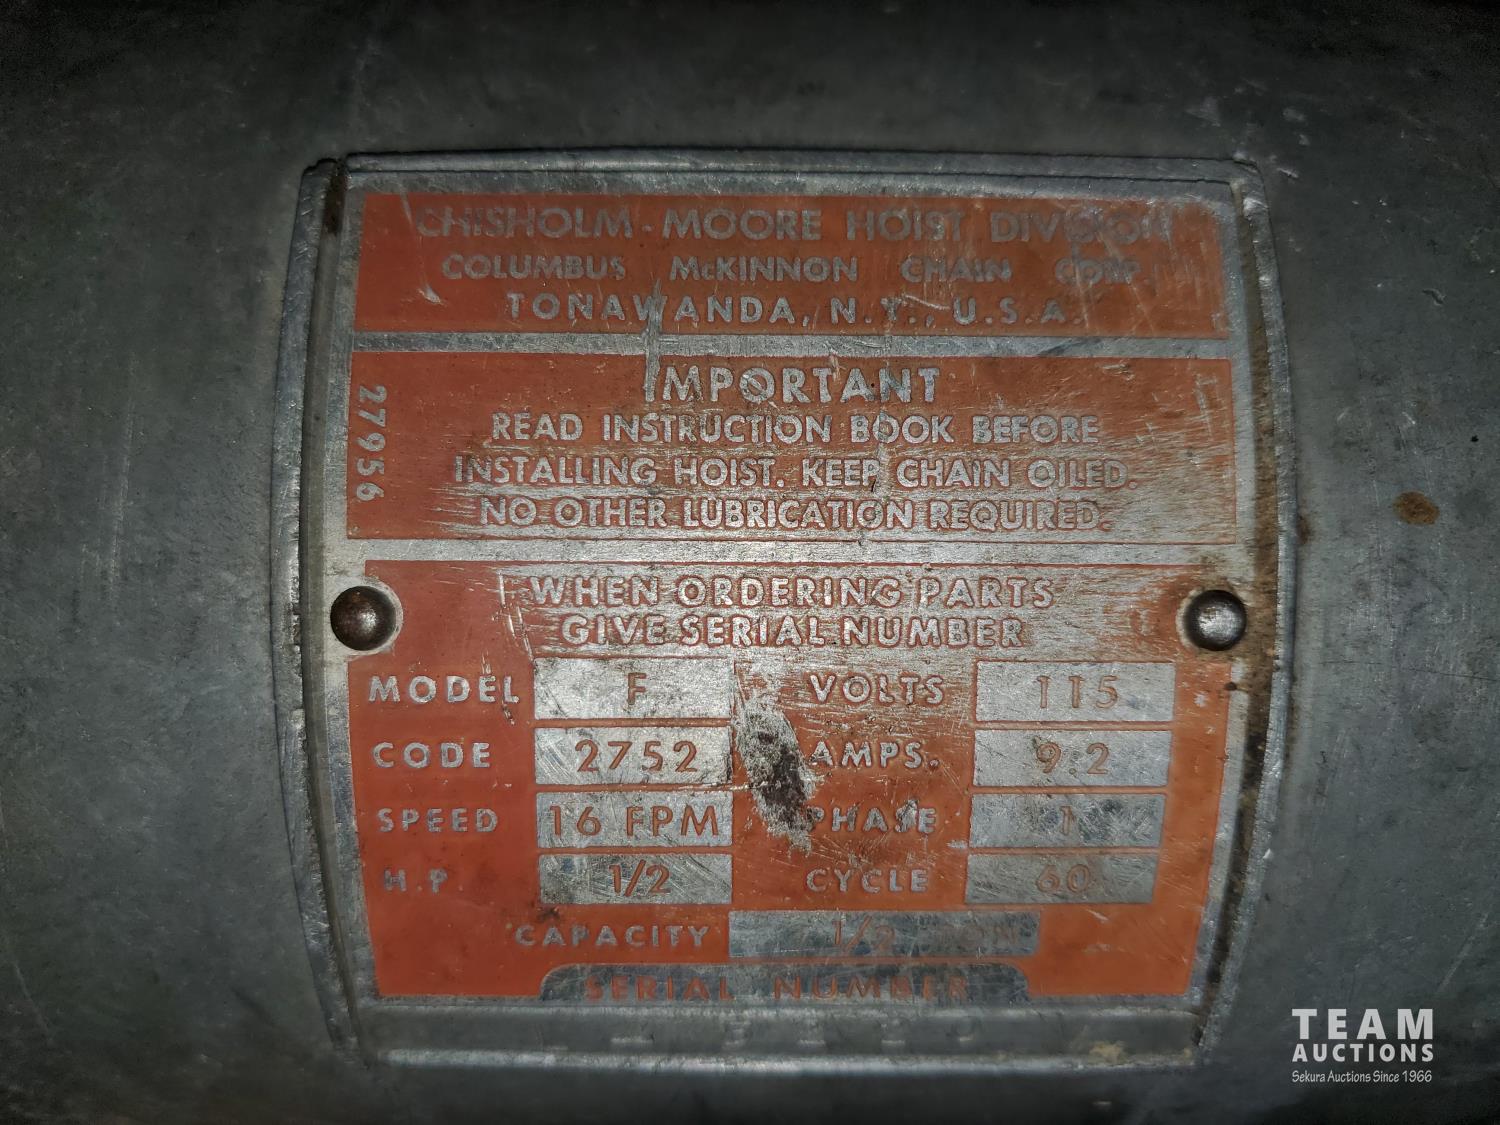 CHISHOLM-MOORE HOIST DIVISION
COLUMBUS McKINNON CHAIN CORP.
TONAWANDA, N.Y., U.S.A.
IMPORTANT
READ INSTRUCTION BOOK BEFORE
INSTALLING HOIST. KEEP CHAIN OILED.
NO OTHER LUBRICATION REQUIRED.
27956
WHEN ORDERING PARTS
GIVE SERIAL NUMBER
MODEL F VOLTS 115
CODE 2752 AMPS. 9.2
SPEED 16 FPM PHASE 1
H.P. 1/2 CYCLE 60
CAPACITY 1/2 TON
SERIAL NUMBER
TEAM
AUCTIONS
Sekura Auctions Since 1966